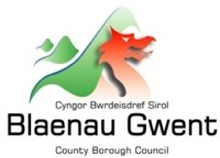 Cyngor Bwrdeisdref Sirol
Blaenau Gwent
County Borough Council